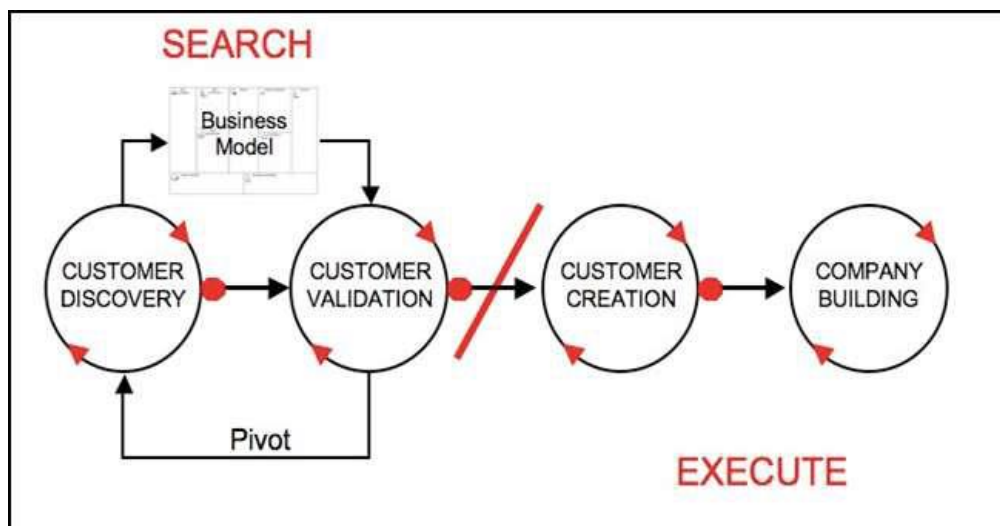 SEARCH
Business
Model
CUSTOMER
DISCOVERY
CUSTOMER
VALIDATION
CUSTOMER
CREATION
COMPANY
BUILDING
Pivot
EXECUTE